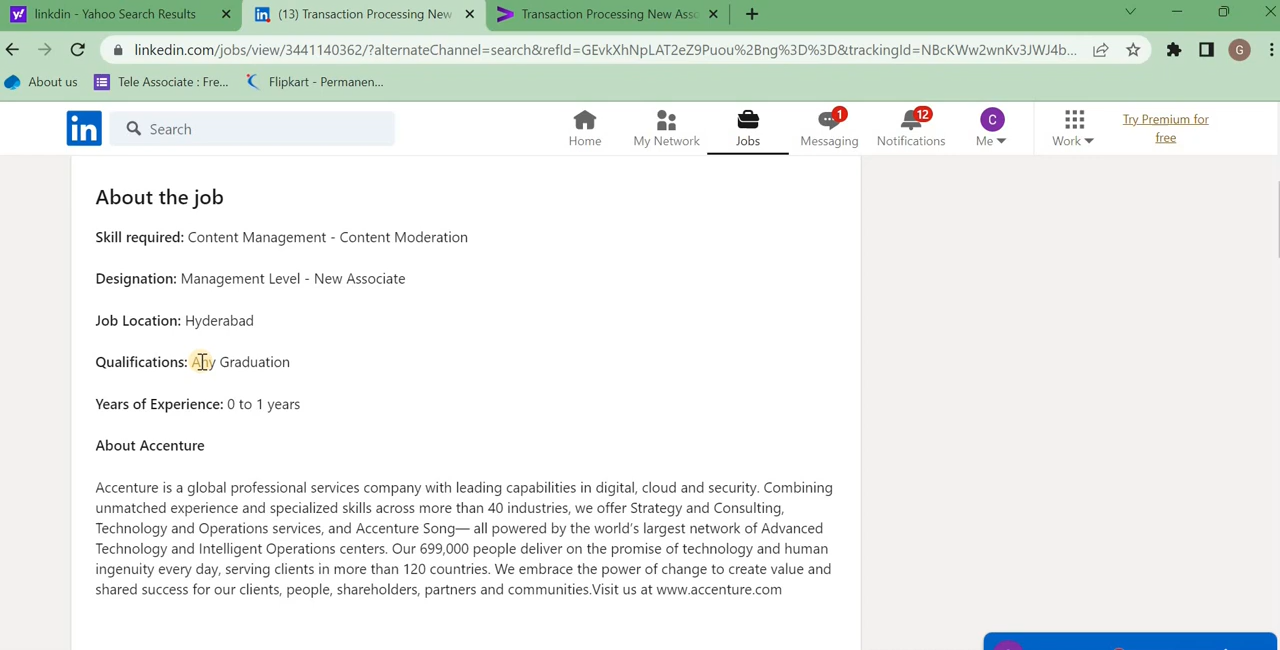 linkdin - Yahoo Search Results
(13) Transaction Processing New
Transaction Processing New Asso
linkedin.com/jobs/view/3441140362/?alternateChannel=search&refId=GEvkXhNpLAT2eZ9Puou%2Bng%3D%3D&trackingId=NBcKWw2wnKv3JWJ4b...
G
About us
Tele Associate : Fre...
Flipkart - Permanen...
in
Search
Home
My Network
Jobs
1
Messaging
12
Notifications
C
Me
Work
Try Premium for
free
About the job
Skill required: Content Management - Content Moderation
Designation: Management Level - New Associate
Job Location: Hyderabad
Qualifications: Any Graduation
Years of Experience: 0 to 1 years
About Accenture
Accenture is a global professional services company with leading capabilities in digital, cloud and security. Combining
unmatched experience and specialized skills across more than 40 industries, we offer Strategy and Consulting,
Technology and Operations services, and Accenture Song— all powered by the world's largest network of Advanced
Technology and Intelligent Operations centers. Our 699,000 people deliver on the promise of technology and human
ingenuity every day, serving clients in more than 120 countries. We embrace the power of change to create value and
shared success for our clients, people, shareholders, partners and communities.Visit us at www.accenture.com